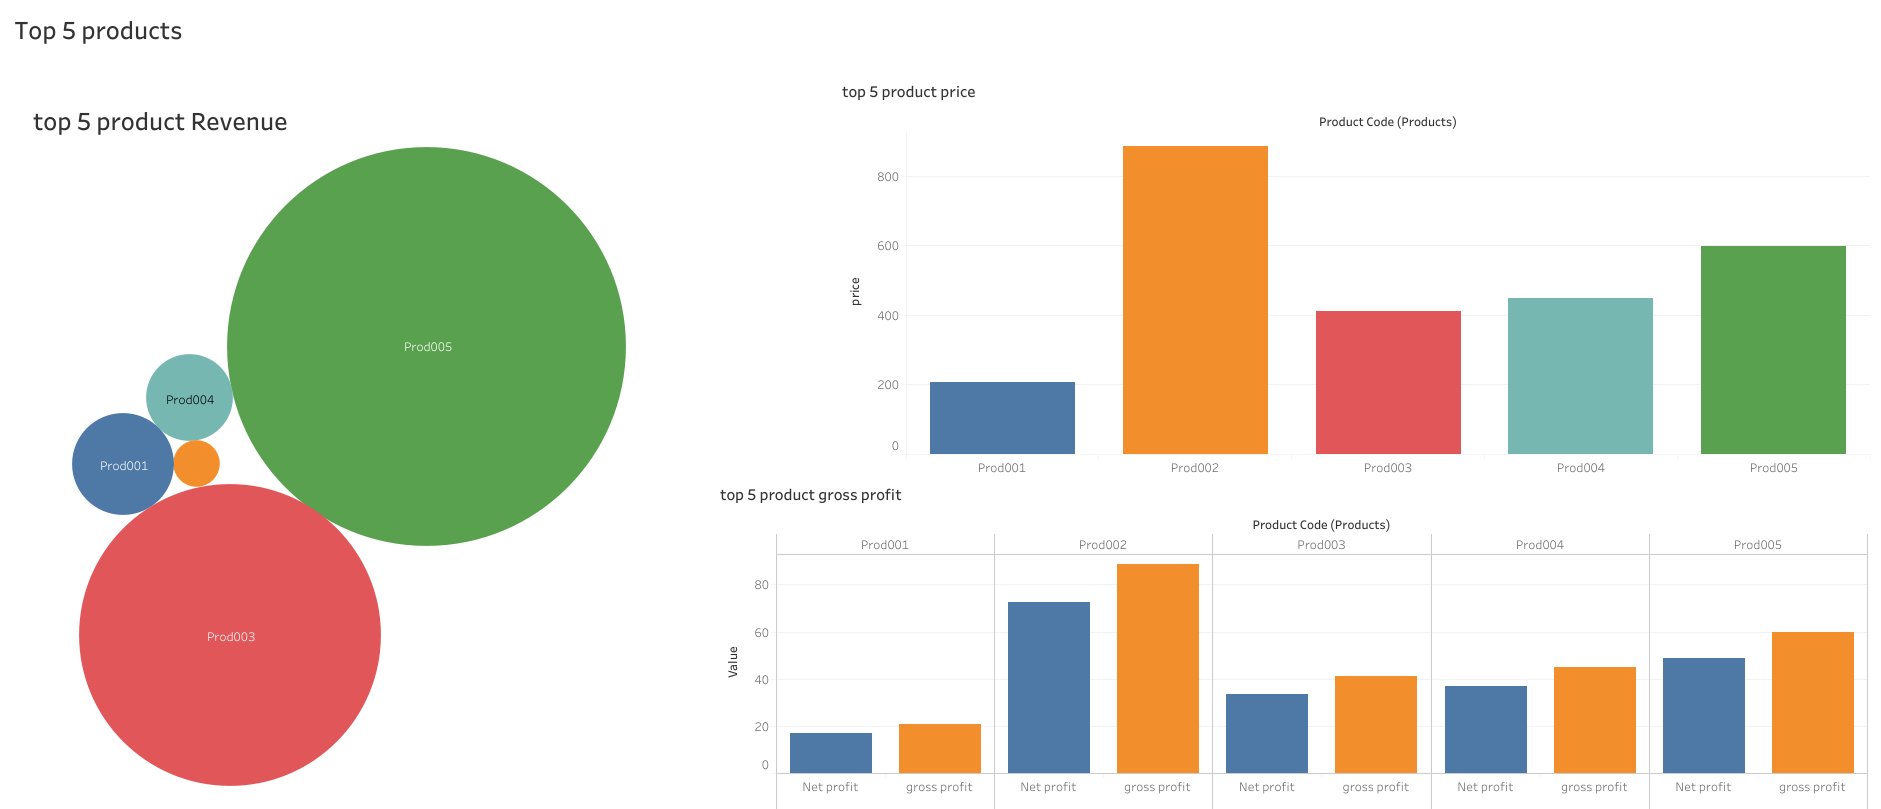 Top 5 products
top 5 product Revenue
Prod005
Prod004
Prod001
Prod003
top 5 product price
Product Code (Products)
price
800
600
400
200
0
Prod001 Prod002 Prod003 Prod004 Prod005
top 5 product gross profit
Product Code (Products)
Prod001 Prod002 Prod003 Prod004 Prod005
Value
80
60
40
20
0
Net profit gross profit Net profit gross profit Net profit gross profit Net profit gross profit Net profit gross profit